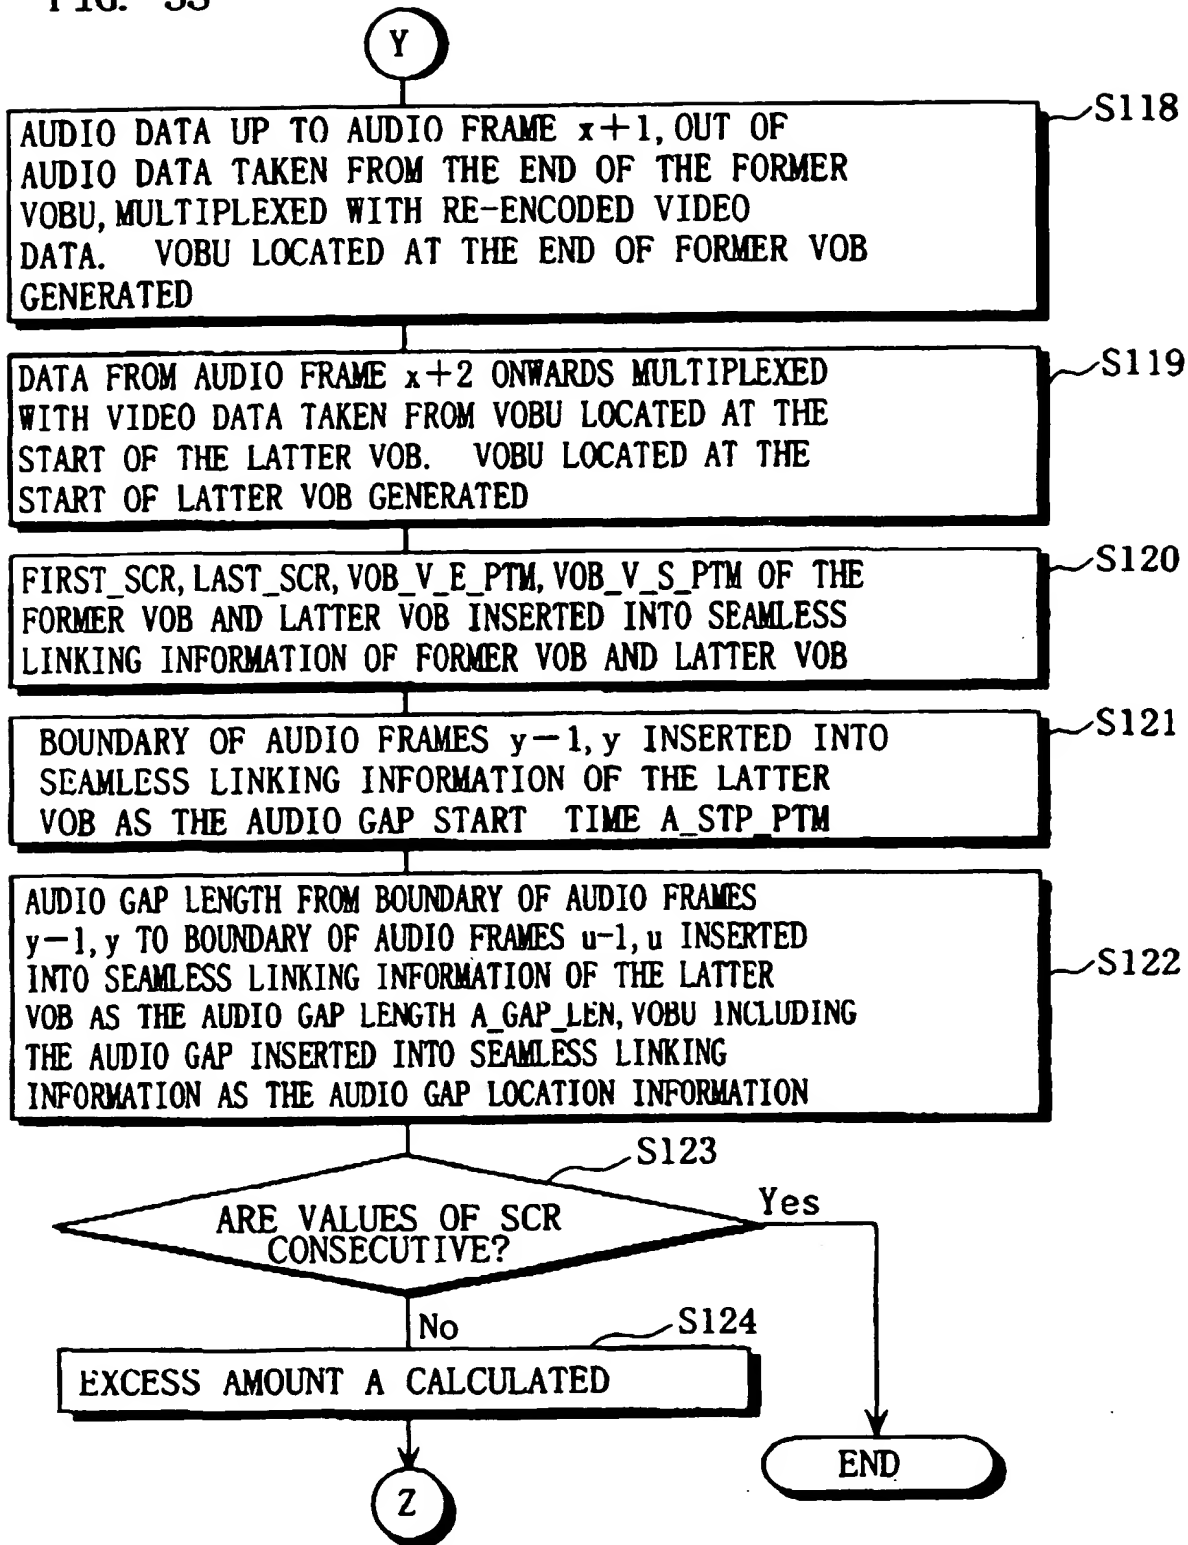 FIG. 33
Y
S118
AUDIO DATA UP TO AUDIO FRAME x+1, OUT OF
AUDIO DATA TAKEN FROM THE END OF THE FORMER
VOBU, MULTIPLEXED WITH RE-ENCODED VIDEO
DATA. VOBU LOCATED AT THE END OF FORMER VOB
GENERATED
S119
DATA FROM AUDIO FRAME x+2 ONWARDS MULTIPLEXED
WITH VIDEO DATA TAKEN FROM VOBU LOCATED AT THE
START OF THE LATTER VOB. VOBU LOCATED AT THE
START OF LATTER VOB GENERATED
S120
FIRST_SCR, LAST_SCR, VOB_V_E_PTM, VOB_V_S_PTM OF THE
FORMER VOB AND LATTER VOB INSERTED INTO SEAMLESS
LINKING INFORMATION OF FORMER VOB AND LATTER VOB
S121
BOUNDARY OF AUDIO FRAMES y-1, y INSERTED INTO
SEAMLESS LINKING INFORMATION OF THE LATTER
VOB AS THE AUDIO GAP START TIME A_STP_PTM
S122
AUDIO GAP LENGTH FROM BOUNDARY OF AUDIO FRAMES
y-1, y TO BOUNDARY OF AUDIO FRAMES u-1, u INSERTED
INTO SEAMLESS LINKING INFORMATION OF THE LATTER
VOB AS THE AUDIO GAP LENGTH A_GAP_LEN, VOBU INCLUDING
THE AUDIO GAP INSERTED INTO SEAMLESS LINKING
INFORMATION AS THE AUDIO GAP LOCATION INFORMATION
S123
ARE VALUES OF SCR
CONSECUTIVE?
Yes
No
S124
EXCESS AMOUNT A CALCULATED
END
Z